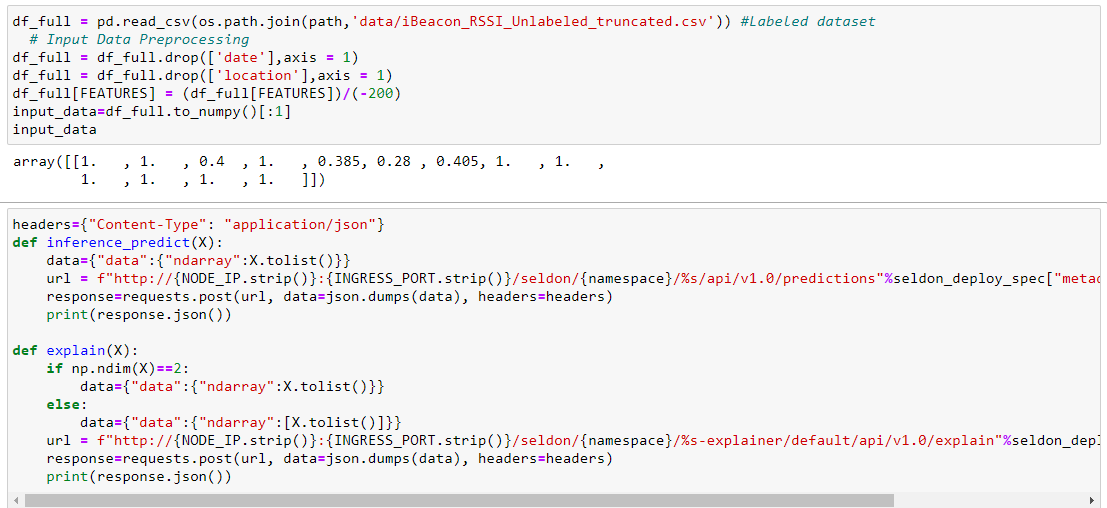 df_full = pd.read_csv(os.path.join(path,'data/iBeacon_RSSI_Unlabeled_truncated.csv')) #Labeled dataset
  # Input Data Preprocessing
df_full = df_full.drop(['date'],axis = 1)
df_full = df_full.drop(['location'],axis = 1)
df_full[FEATURES] = (df_full[FEATURES])/(-200)
input_data=df_full.to_numpy()[:1]
input_data
array([[1.   , 1.   , 0.4  , 1.   , 0.385, 0.28 , 0.405, 1.   , 1.   ,
        1.   , 1.   , 1.   , 1.   ]])
headers={"Content-Type": "application/json"}
def inference_predict(X):
    data={"data":{"ndarray":X.tolist()}}
    url = f"http://{NODE_IP.strip()}:{INGRESS_PORT.strip()}/seldon/{namespace}/%s/api/v1.0/predictions"%seldon_deploy_spec["metad
    response=requests.post(url, data=json.dumps(data), headers=headers)
    print(response.json())
def explain(X):
    if np.ndim(X)==2:
        data={"data":{"ndarray":X.tolist()}}
    else:
        data={"data":{"ndarray":[X.tolist()]}}
    url = f"http://{NODE_IP.strip()}:{INGRESS_PORT.strip()}/seldon/{namespace}/%s-explainer/default/api/v1.0/explain"%seldon_depl
    response=requests.post(url, data=json.dumps(data), headers=headers)
    print(response.json())